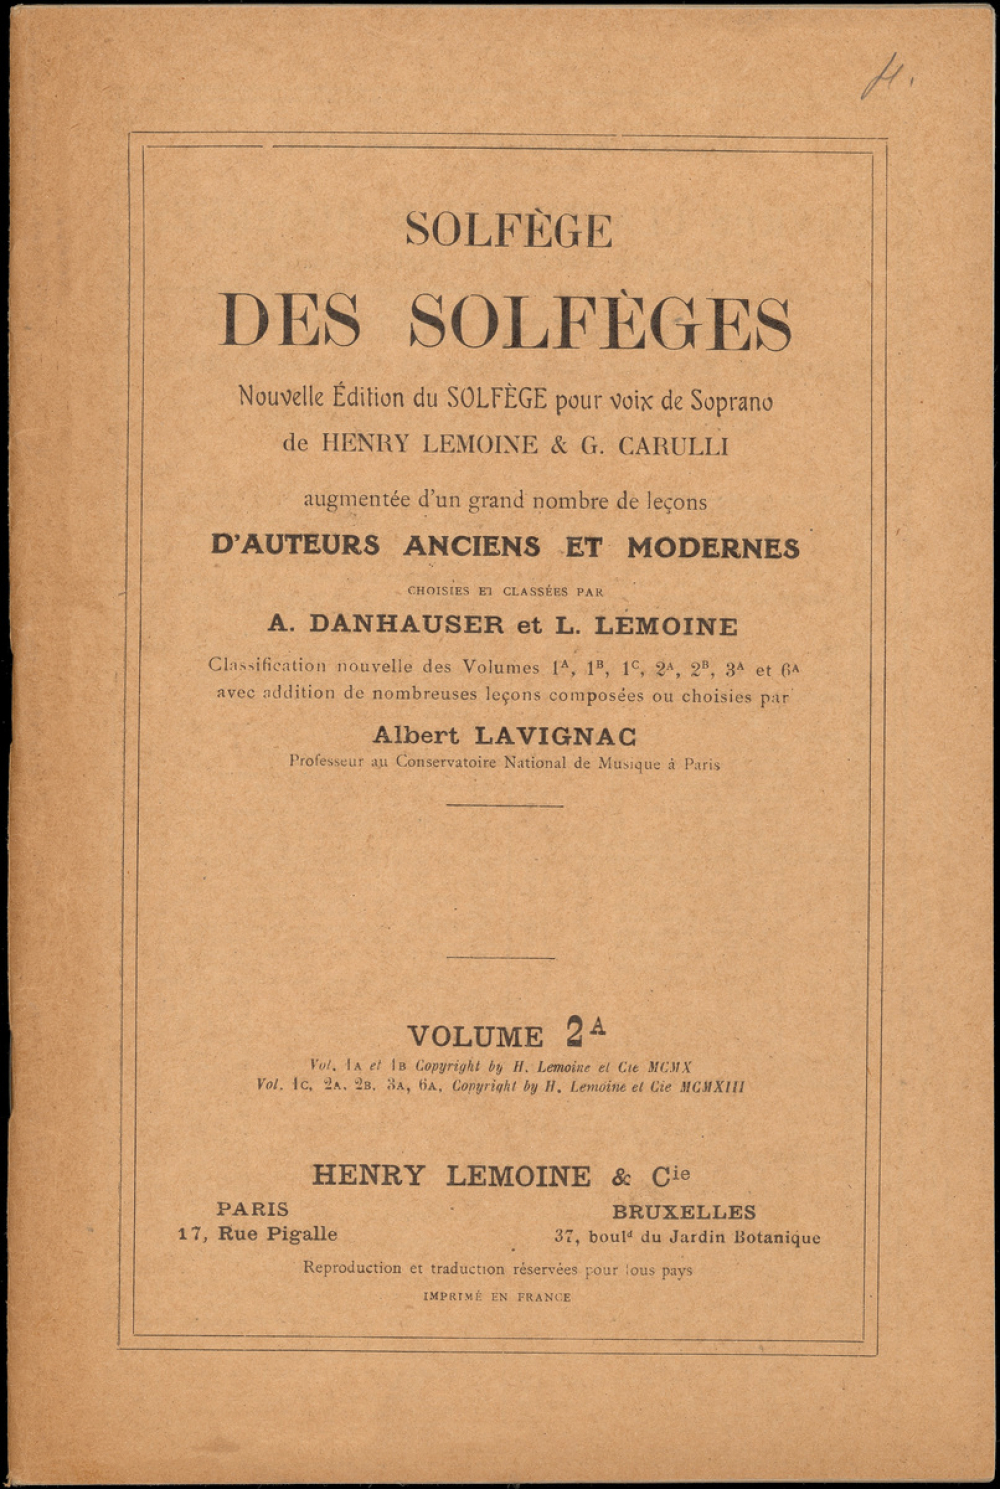 SOLFÈGE
DES SOLFÈGES
Nouvelle Édition du SOLFÈGE pour voix de Soprano
de HENRY LEMOINE & G. CARULLI
augmentée d'un grand nombre de leçons
D'AUTEURS ANCIENS ET MODERNES
CHOISIES ET CLASSÉES PAR
A. DANHAUSER et L. LEMOINE
Classification nouvelle des Volumes 1A, 1B, 1C, 2A, 2B, 3A et 6A
avec addition de nombreuses leçons composées ou choisies par
Albert LAVIGNAC
Professeur au Conservatoire National de Musique à Paris
VOLUME 2A
Vol. 1A et 1B Copyright by H. Lemoine et Cie MCMX
Vol. 1C, 2A, 2B, 3A, 6A, Copyright by H. Lemoine et Cie MCMXIII
HENRY LEMOINE & Cie
PARIS BRUXELLES
17, Rue Pigalle 37, bould du Jardin Botanique
Reproduction et traduction réservées pour tous pays
IMPRIMÉ EN FRANCE